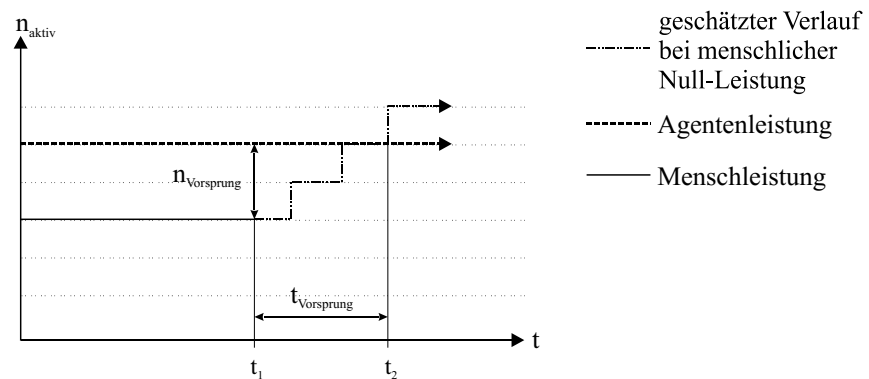 n_aktiv
geschätzter Verlauf
bei menschlicher
Null-Leistung
Agentenleistung
n_Vorsprung
Menschleistung
t_Vorsprung
t
t_1
t_2